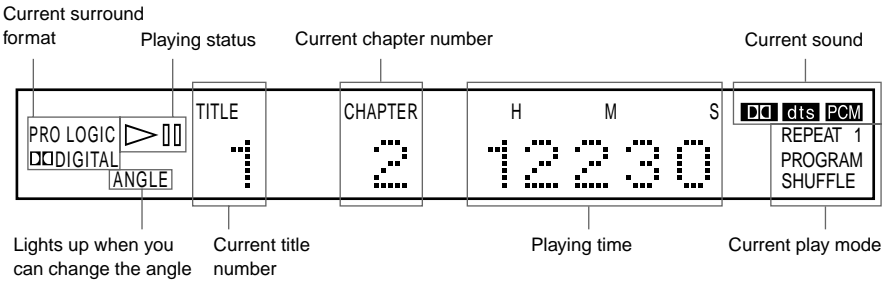 Current surround
format
Playing status
Current chapter number
Current sound
TITLE
CHAPTER
H M S
DD dts PCM
PRO LOGIC
DD DIGITAL
ANGLE
1
2
12230
REPEAT 1
PROGRAM
SHUFFLE
Lights up when you
can change the angle
Current title
number
Playing time
Current play mode